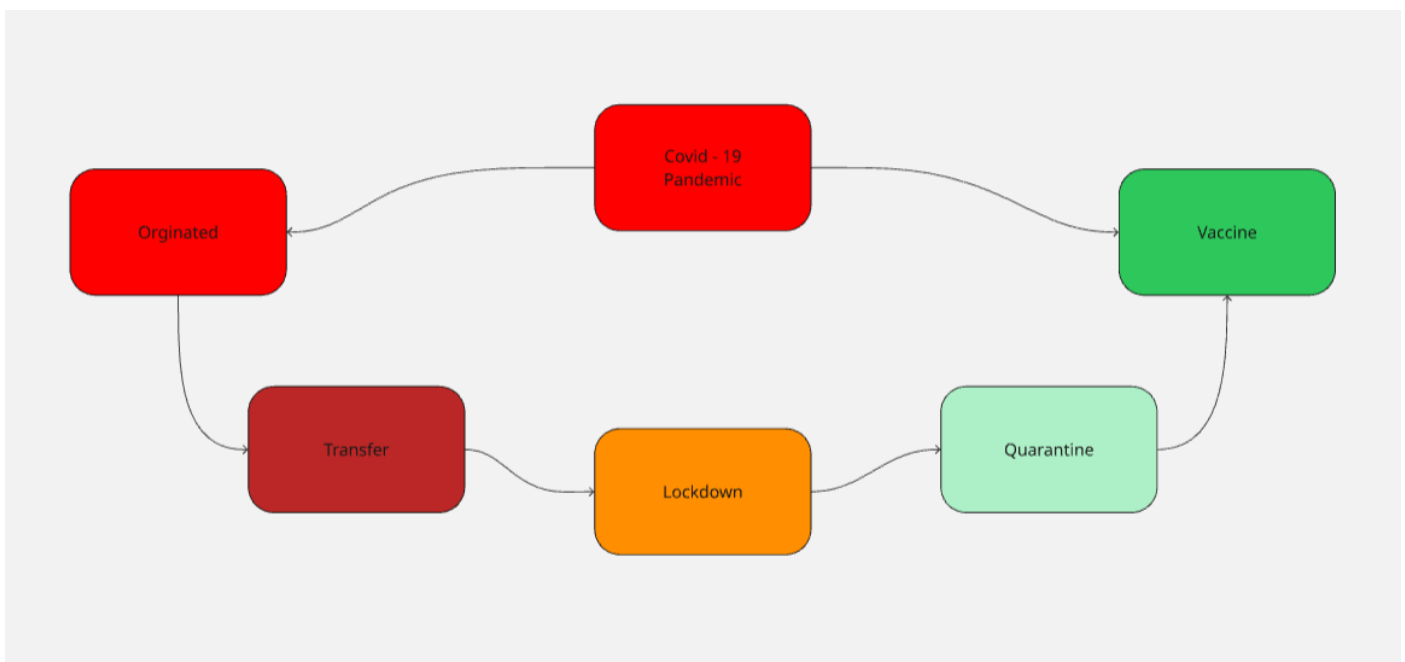 Covid - 19
Pandemic
Orginated
Vaccine
Transfer
Lockdown
Quarantine